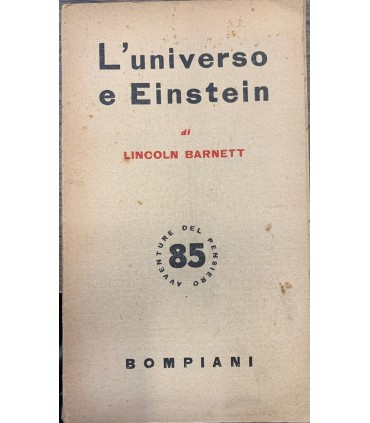 L'universo
e Einstein
di
LINCOLN BARNETT
AVVENTURE DEL PENSIERO
85
BOMPIANI